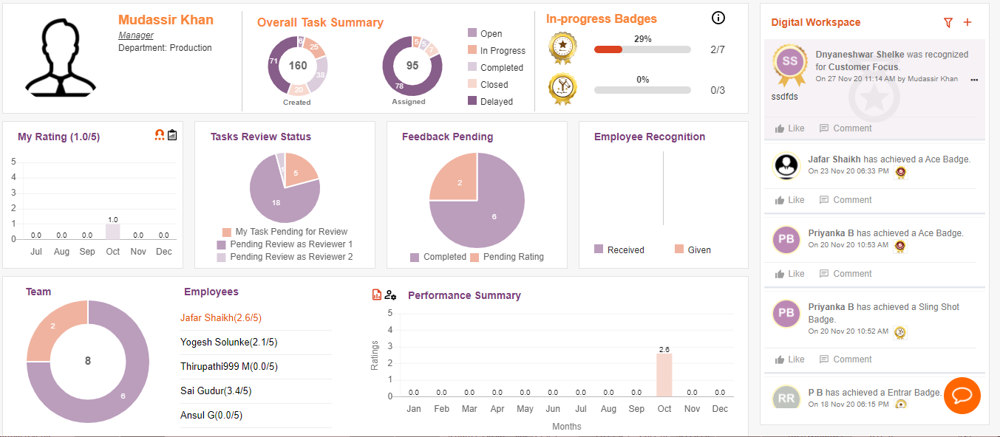 Mudassir Khan
Manager
Department: Production
Overall Task Summary
6
25
38
20
71
160
Created
5
5
7
78
95
Assigned
Open
In Progress
Completed
Closed
Delayed
In-progress Badges
29%
2/7
0%
0/3
My Rating (1.0/5)
5
4
3
2
1
0
0.0 0.0 0.0 1.0 0.0 0.0
Jul Aug Sep Oct Nov Dec
Tasks Review Status
5
18
My Task Pending for Review
Pending Review as Reviewer 1
Pending Review as Reviewer 2
Feedback Pending
2
6
Completed Pending Rating
Employee Recognition
Received Given
Team
2
8
6
Employees
Jafar Shaikh(2.6/5)
Yogesh Solunke(2.1/5)
Thirupathi999 M(0.0/5)
Sai Gudur(3.4/5)
Ansul G(0.0/5)
Performance Summary
Ratings
5
4
3
2
1
0
0.0 0.0 0.0 0.0 0.0 0.0 0.0 0.0 0.0 2.6 0.0 0.0
Jan Feb Mar Apr May Jun Jul Aug Sep Oct Nov Dec
Months
Digital Workspace
SS
Dnyaneshwar Shelke was recognized
for Customer Focus.
On 27 Nov 20 11:14 AM by Mudassir Khan
ssdfds
Like Comment
Jafar Shaikh has achieved a Ace Badge.
On 23 Nov 20 06:33 PM
Like Comment
PB
Priyanka B has achieved a Ace Badge.
On 20 Nov 20 10:53 AM
Like Comment
PB
Priyanka B has achieved a Sling Shot
Badge.
On 20 Nov 20 10:52 AM
Like Comment
RR
P B has achieved a Entrar Badge.
On 18 Nov 20 06:15 PM